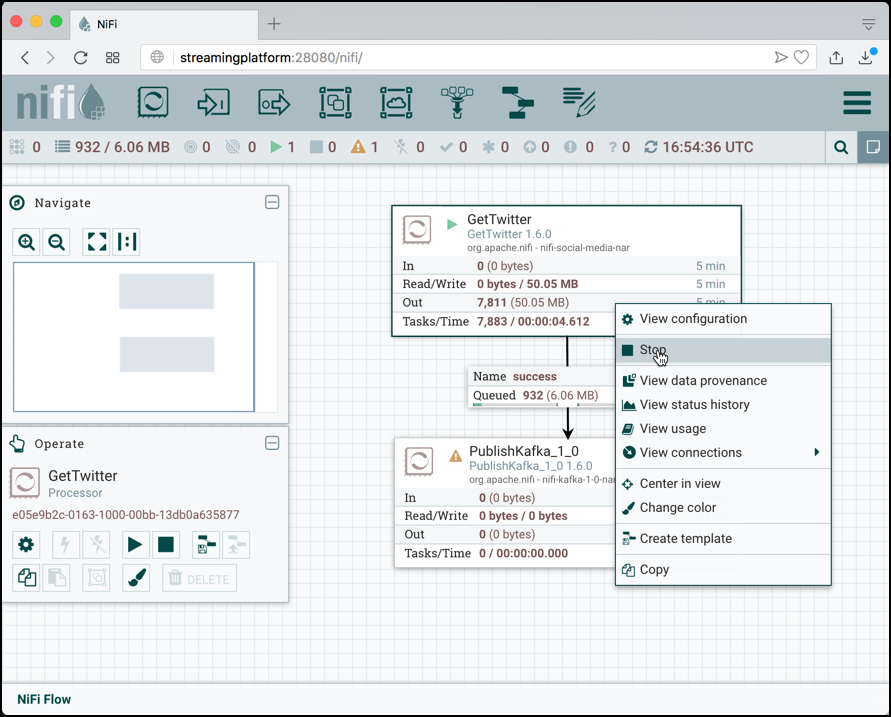 NiFi
streamingplatform:28080/nifi/
nifi
0 932 / 6.06 MB 0 0 1 0 1 0 0 0 0 0 0 16:54:36 UTC
Navigate
GetTwitter
GetTwitter 1.6.0
org.apache.nifi - nifi-social-media-nar
In 0 (0 bytes) 5 min
Read/Write 0 bytes / 50.05 MB 5 min
Out 7,811 (50.05 MB) 5 min
Tasks/Time 7,883 / 00:00:04.612
Name success
Queued 932 (6.06 MB)
PublishKafka_1_0
PublishKafka_1_0 1.6.0
org.apache.nifi - nifi-kafka-1-0-nar
In 0 (0 bytes)
Read/Write 0 bytes / 0 bytes
Out 0 (0 bytes)
Tasks/Time 0 / 00:00:00.000
View configuration
Stop
View data provenance
View status history
View usage
View connections
Center in view
Change color
Create template
Copy
Operate
GetTwitter
Processor
e05e9b2c-0163-1000-00bb-13db0a635877
DELETE
NiFi Flow